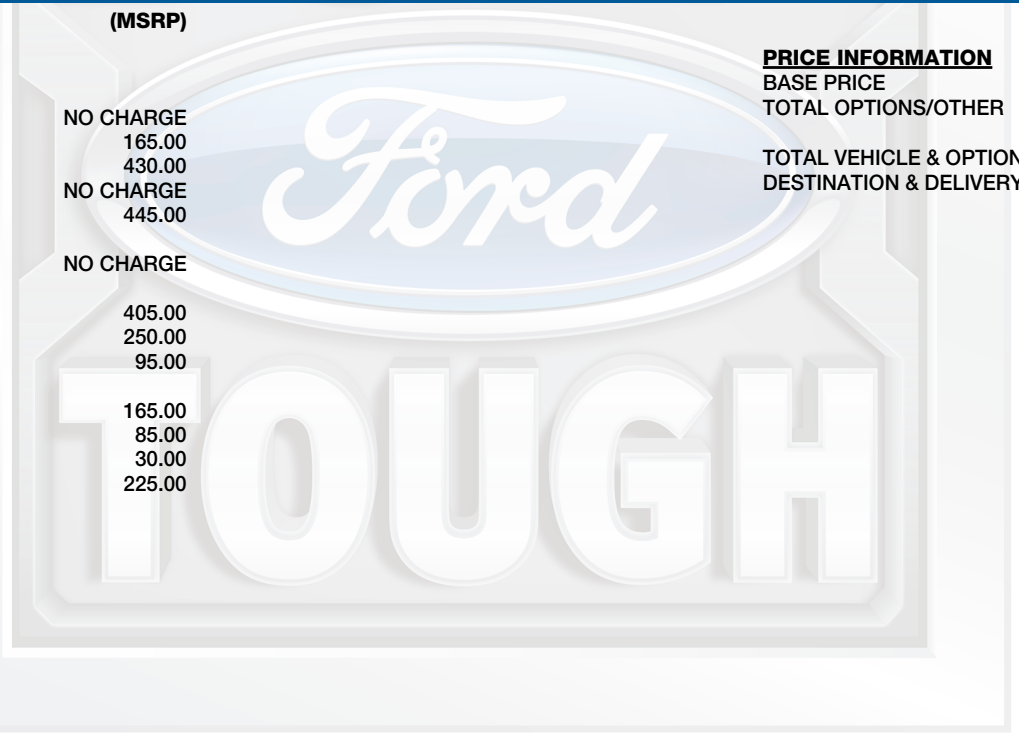 (MSRP)
NO CHARGE
165.00
430.00
NO CHARGE
445.00
NO CHARGE
405.00
250.00
95.00
165.00
85.00
30.00
225.00
PRICE INFORMATION
BASE PRICE
TOTAL OPTIONS/OTHER
TOTAL VEHICLE & OPTION
DESTINATION & DELIVERY
Ford
TOUGH